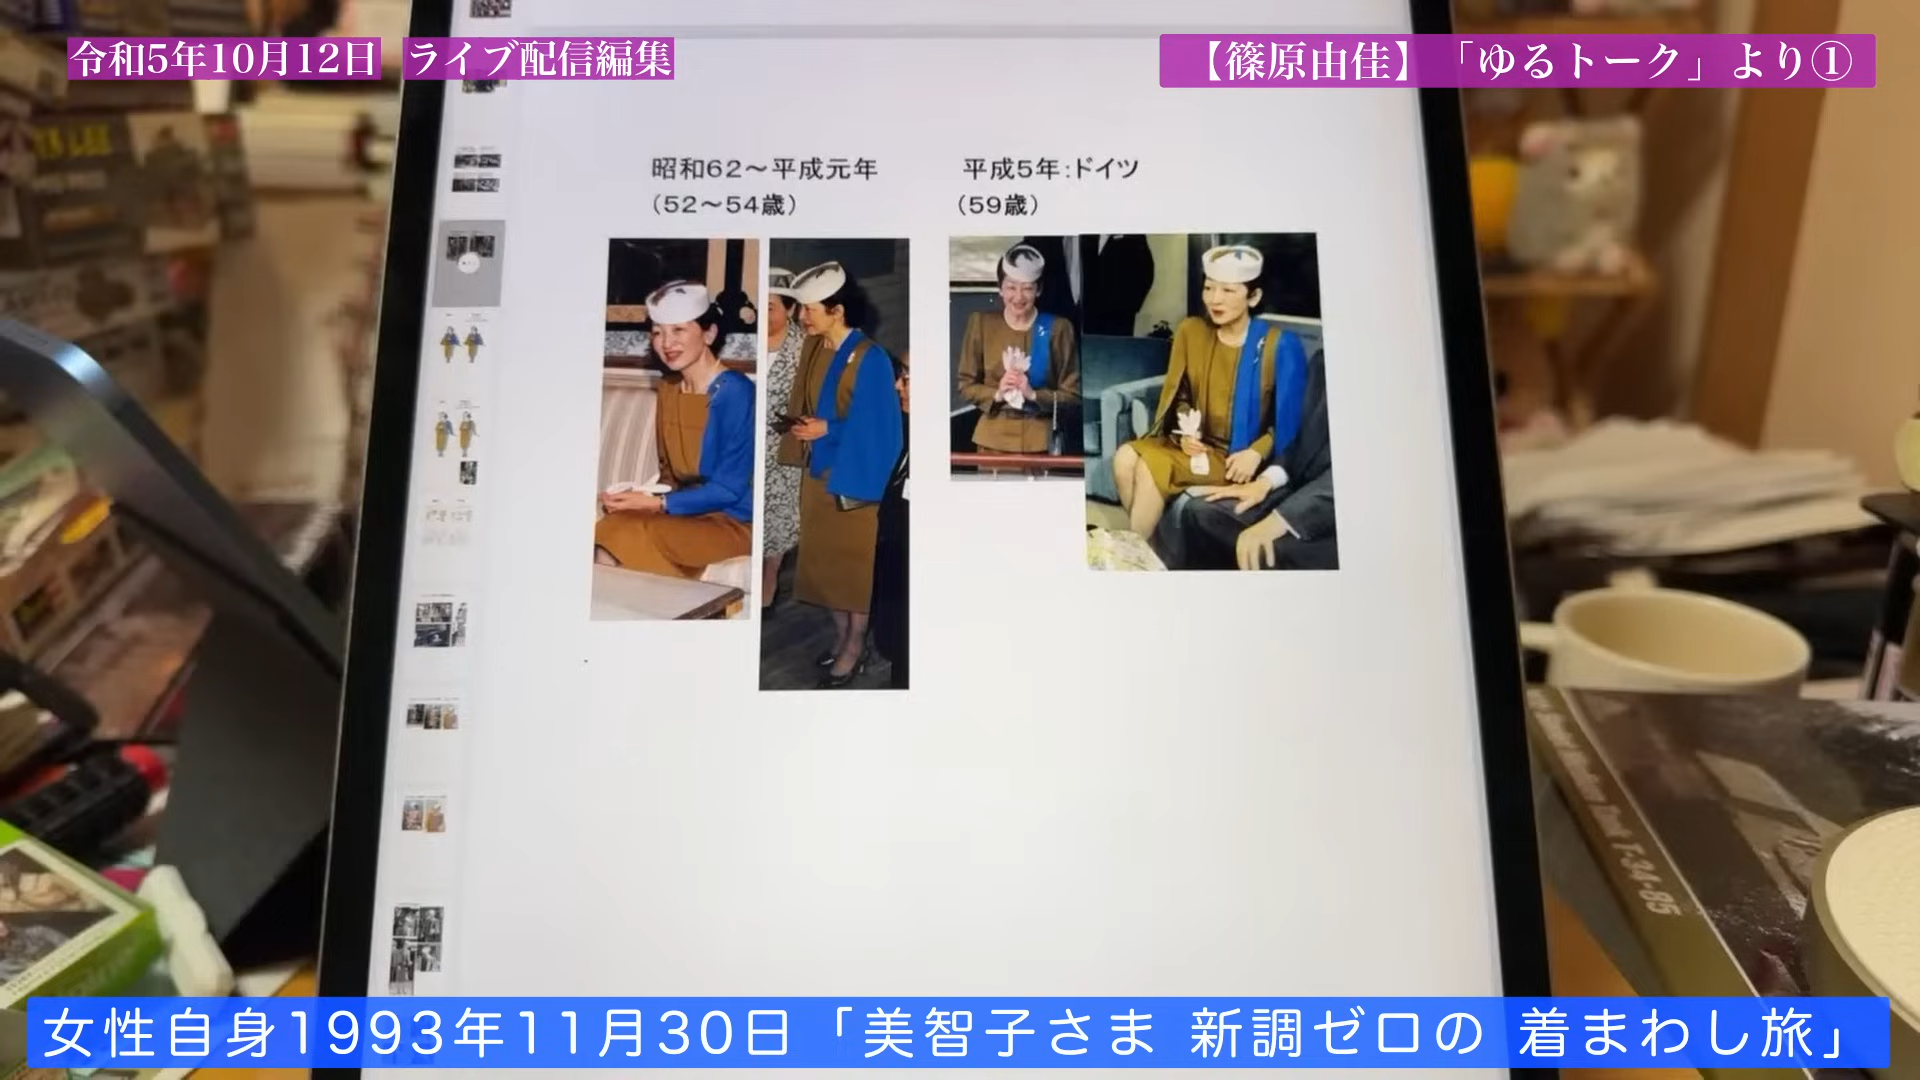 令和5年10月12日 ライブ配信編集
【篠原由佳】「ゆるトーク」より①
昭和62～平成元年
(52～54歳)
平成5年:ドイツ
(59歳)
T-34-85
女性自身1993年11月30日「美智子さま 新調ゼロの 着まわし旅」